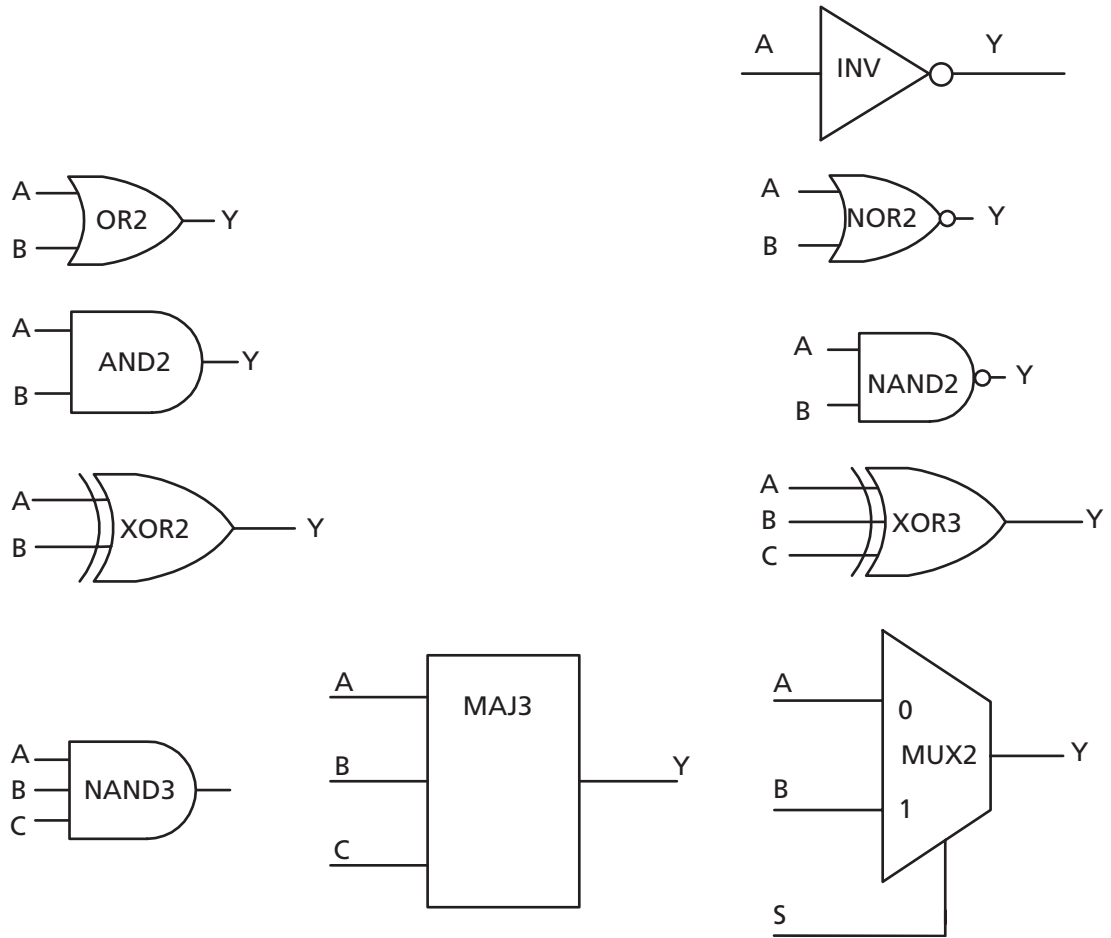 A INV Y
A OR2 Y
B
A NOR2 Y
B
A AND2 Y
B
A NAND2 Y
B
A XOR2 Y
B
A XOR3 Y
B
C
A
B NAND3
C
A MAJ3
B Y
C
A 0
MUX2 Y
B 1
S